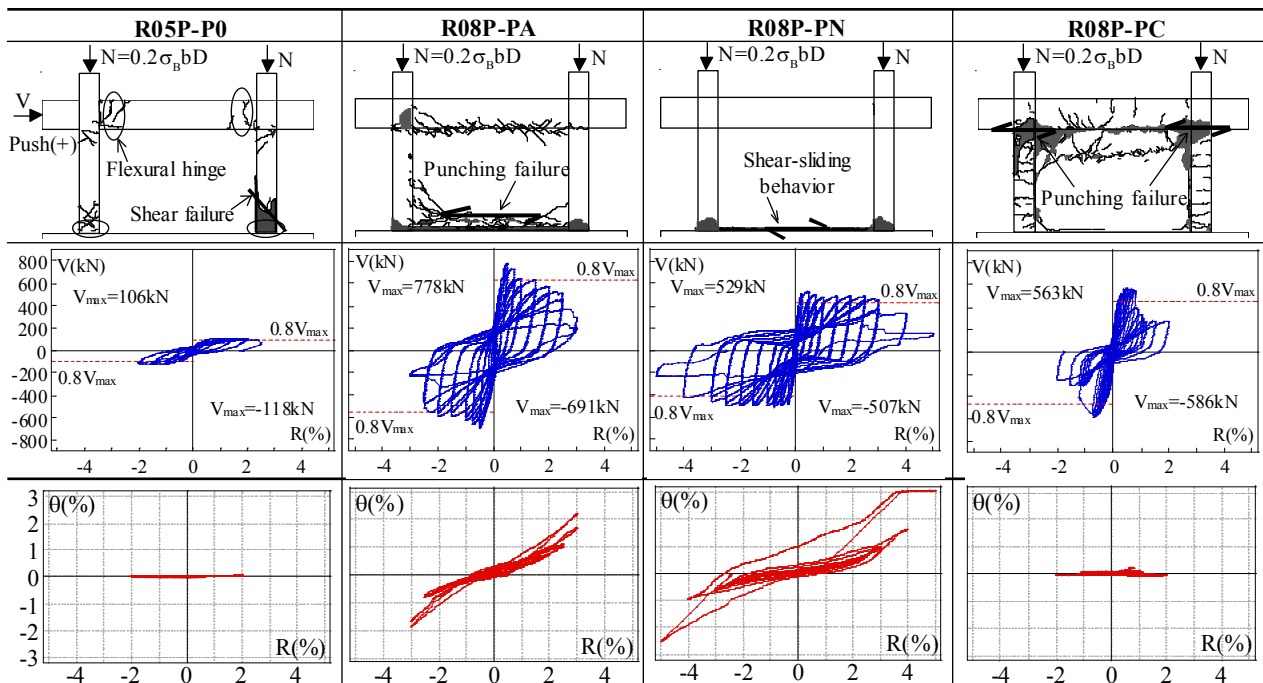 R05P-P0
R08P-PA
R08P-PN
R08P-PC
N=0.2σBbD
N
V
Push(+)
Flexural hinge
Shear failure
N=0.2σBbD
N
Punching failure
N=0.2σBbD
N
Shear-sliding
behavior
N=0.2σBbD
N
Punching failure
800
600
400
200
0
-200
-400
-600
-800
V(kN)
Vmax=106kN
0.8Vmax
0.8Vmax
Vmax=-118kN
R(%)
-4 -2 0 2 4
V(kN)
Vmax=778kN
0.8Vmax
0.8Vmax
Vmax=-691kN
R(%)
-4 -2 0 2 4
V(kN)
Vmax=529kN
0.8Vmax
0.8Vmax
Vmax=-507kN
R(%)
-4 -2 0 2 4
V(kN)
Vmax=563kN
0.8Vmax
0.8Vmax
Vmax=-586kN
R(%)
-4 -2 0 2 4
3
2
1
0
-1
-2
-3
θ(%)
R(%)
-4 -2 0 2 4
θ(%)
R(%)
-4 -2 0 2 4
θ(%)
R(%)
-4 -2 0 2 4
θ(%)
R(%)
-4 -2 0 2 4